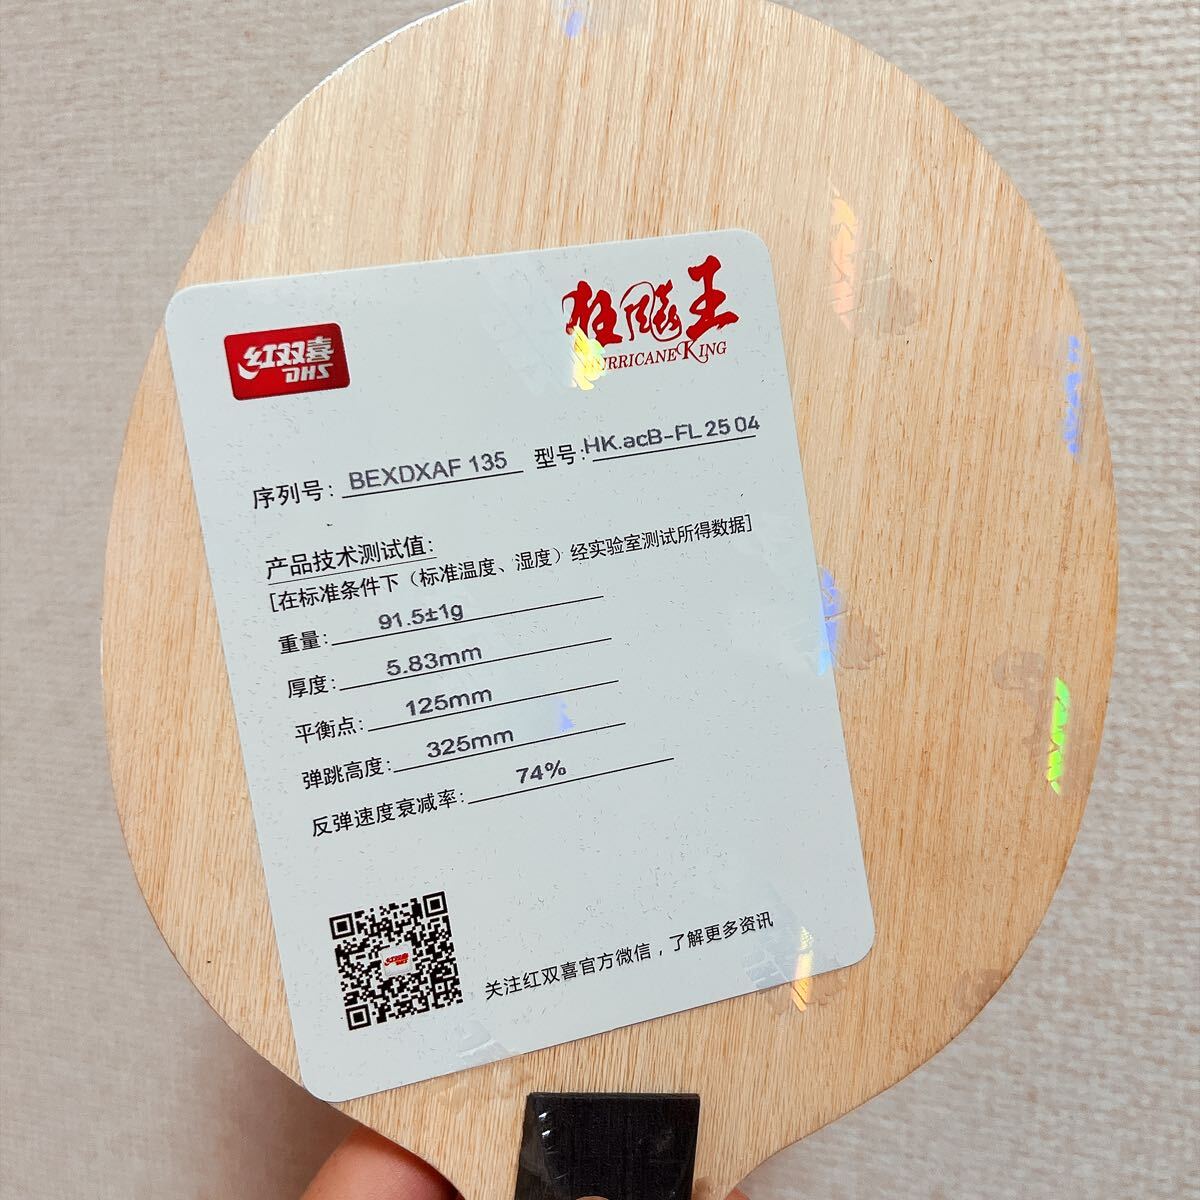 红双喜
DHS
狂飚王
HURRICANE KING
序列号: BEXDXAF 135 型号: HK.acB-FL 25 04
产品技术测试值:
[在标准条件下（标准温度、湿度）经实验室测试所得数据]
重量: 91.5±1g
厚度: 5.83mm
平衡点: 125mm
弹跳高度: 325mm
反弹速度衰减率: 74%
红双喜
关注红双喜官方微信，了解更多资讯